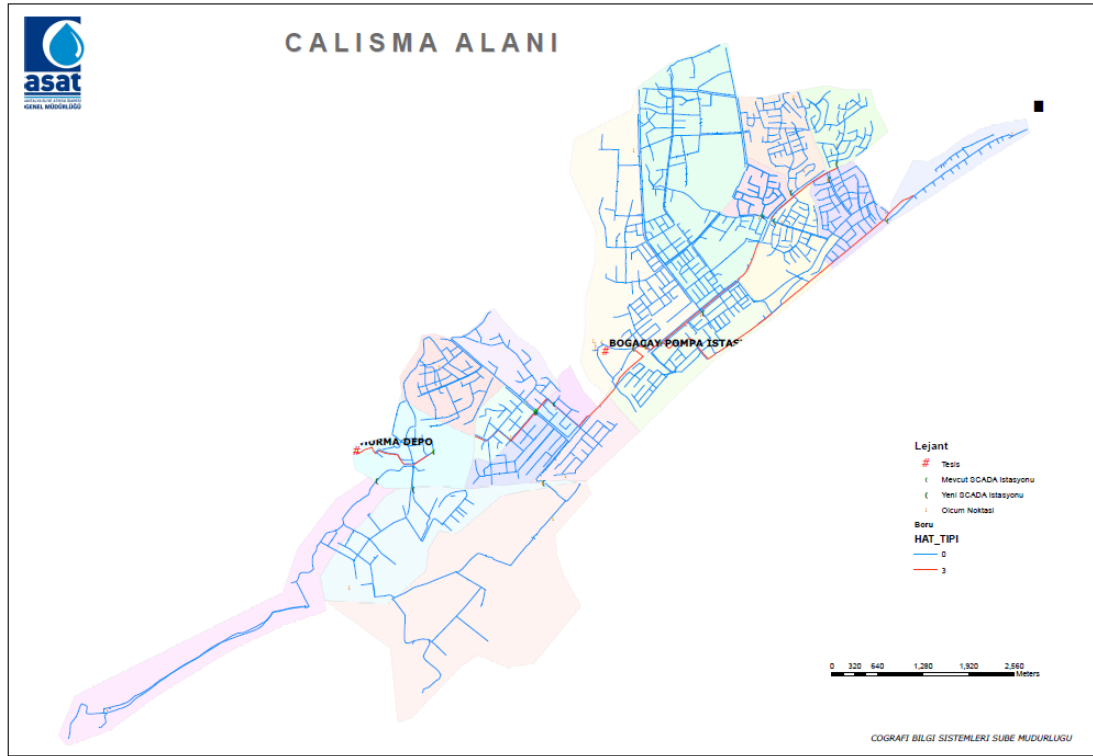 CALISMA ALANI
asat
GENEL MÜDÜRLÜĞÜ
BOGACAY POMPA ISTAS
HURMA DEPO
Lejant
# Tesis
Mevcut SCADA Istasyonu
Yeni SCADA Istasyonu
Olcum Noktasi
Boru
HAT_TIPI
0
3
0 320 640 1,280 1,920 2,560
Meters
COGRAFI BILGI SISTEMLERI SUBE MUDURLUGU